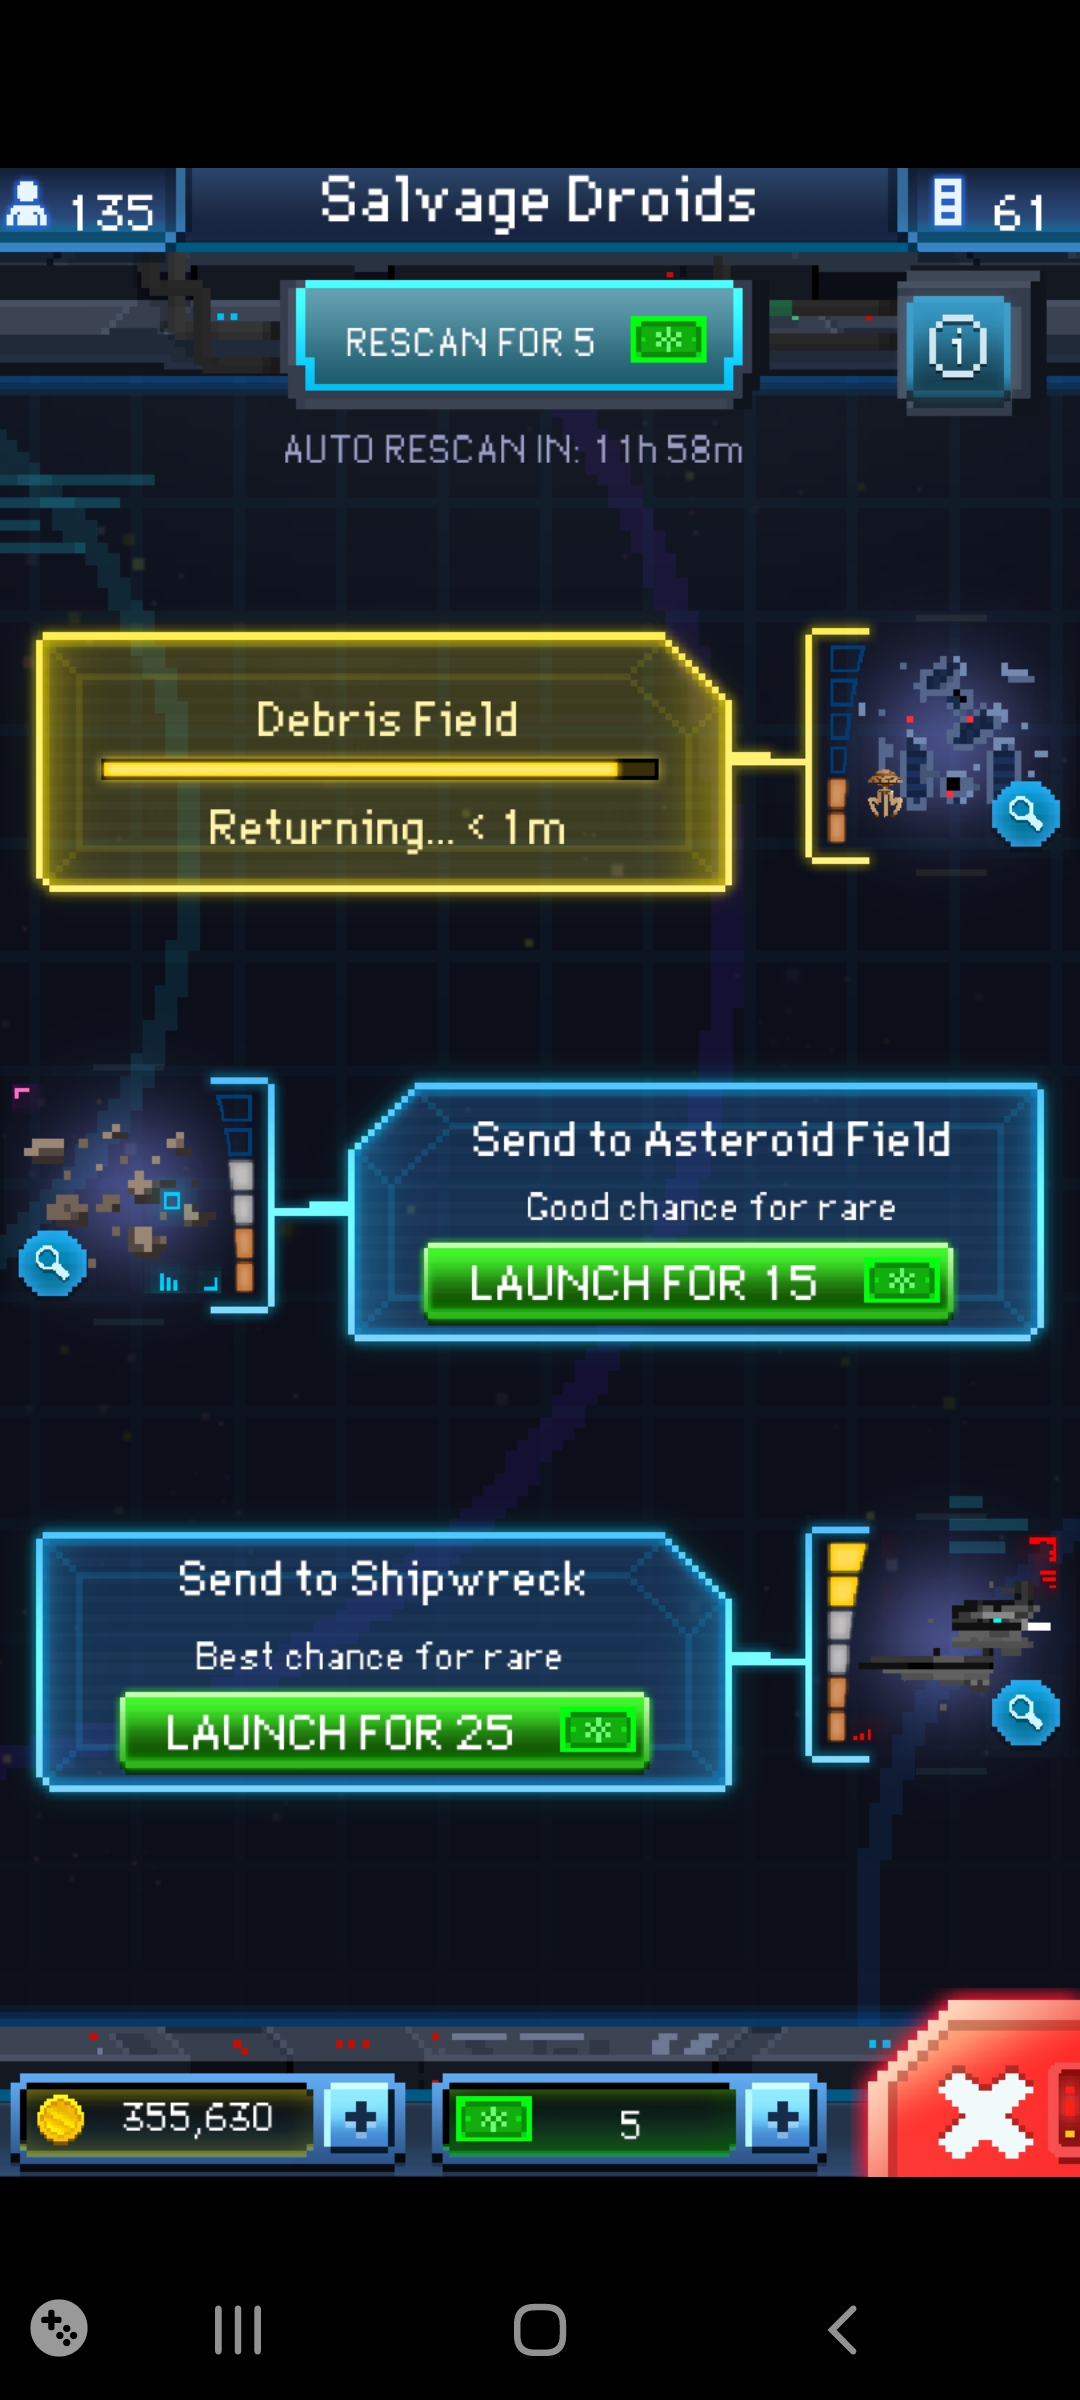 135
Salvage Droids
61
RESCAN FOR 5
i
AUTO RESCAN IN: 11h 58m
Debris Field
Returning... < 1m
Send to Asteroid Field
Good chance for rare
LAUNCH FOR 15
Send to Shipwreck
Best chance for rare
LAUNCH FOR 25
355,630
5